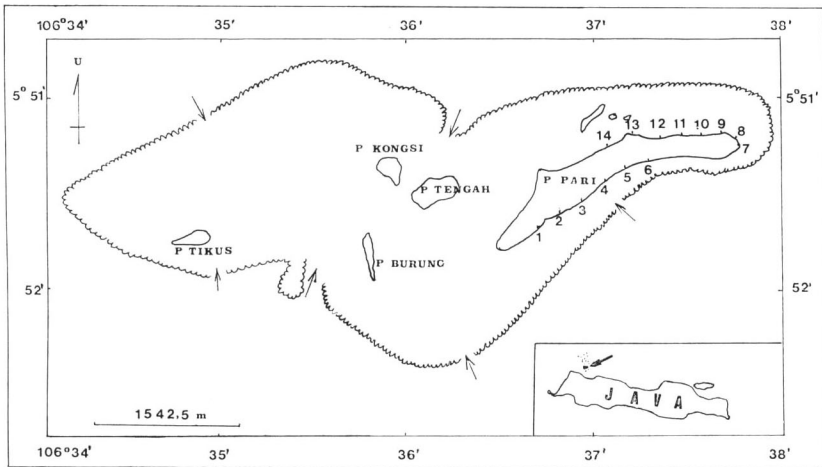 106° 34' 35' 36' 37' 38'
U
5° 51' 51'
13 12 11 10 9
14 8
7
P KONGSI
P TENGAH
P PARI 5 6
4
3
2
1
P TIKUS
P BURUNG
52' 52'
JAVA
1542,5 m
106°34' 35' 36' 37' 38'